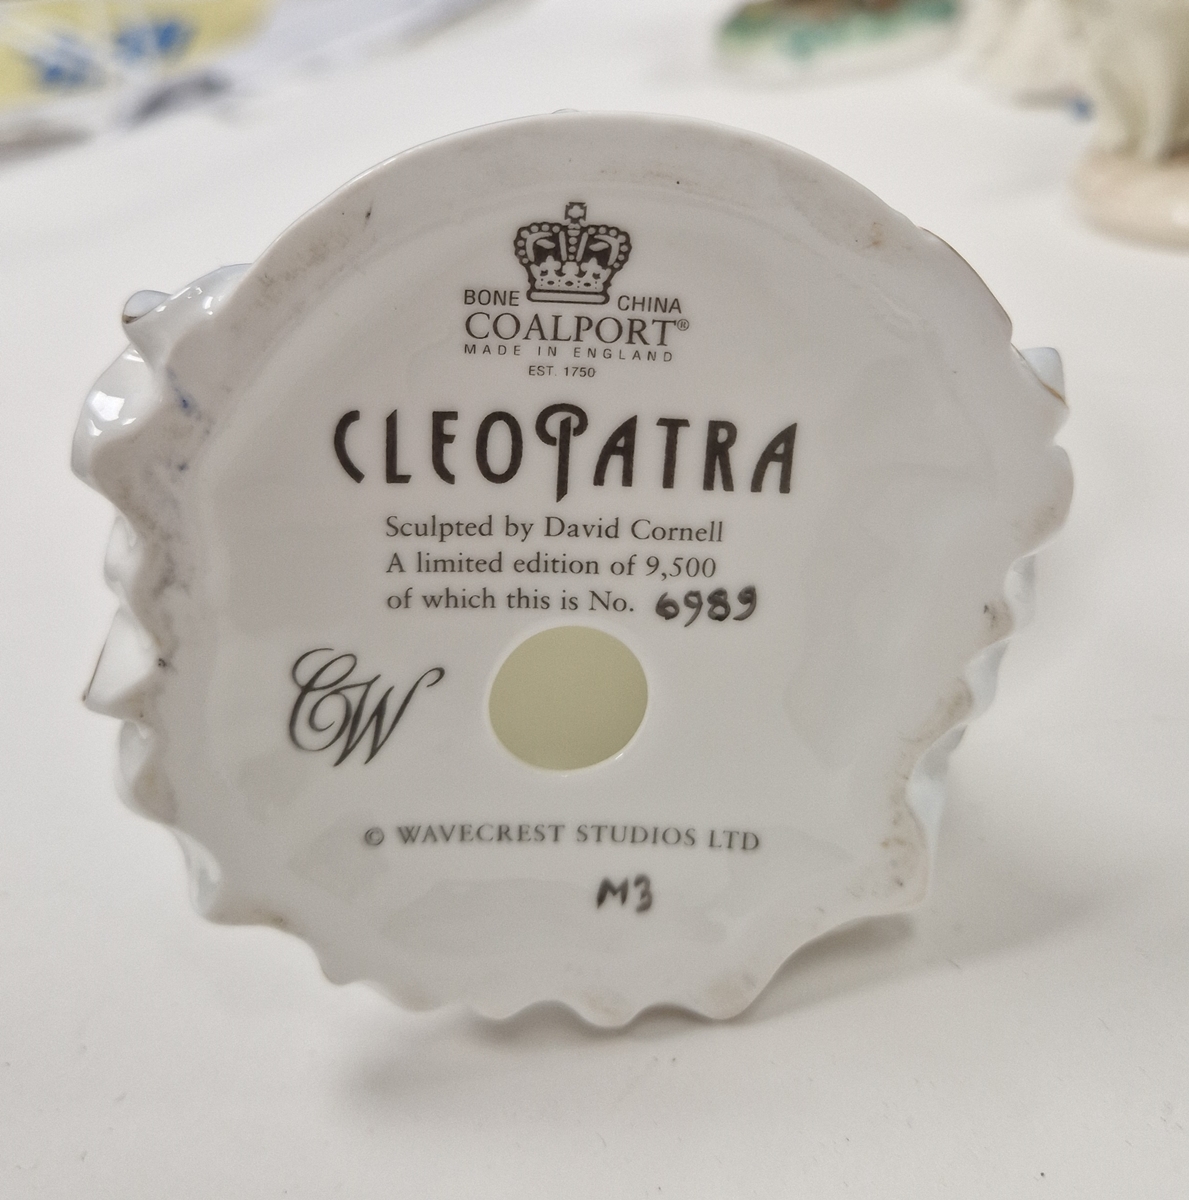 BONE CHINA
COALPORT®
MADE IN ENGLAND
EST. 1750
CLEOPATRA
Sculpted by David Cornell
A limited edition of 9,500
of which this is No. 6989
CW
© WAVECREST STUDIOS LTD
M3